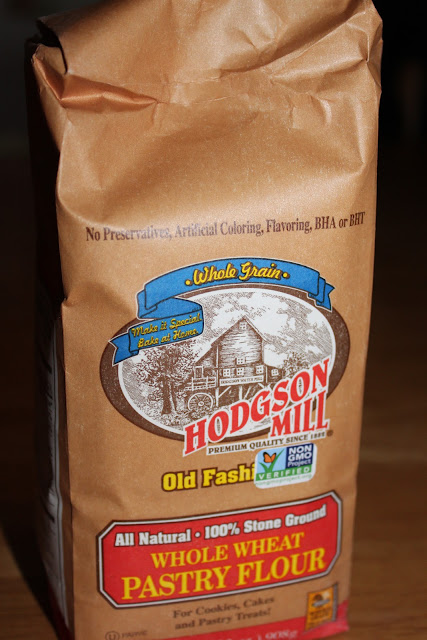 No Preservatives, Artificial Coloring, Flavoring, BHA or BHT
Whole Grain
Make it Special
Bake at Home.
HODGSON
MILL
PREMIUM QUALITY SINCE 1882
Old Fashi
NON
GMO
Project
VERIFIED
nongmoproject.org
All Natural • 100% Stone Ground
WHOLE WHEAT
PASTRY FLOUR
For Cookies, Cakes
and Pastry Treats!